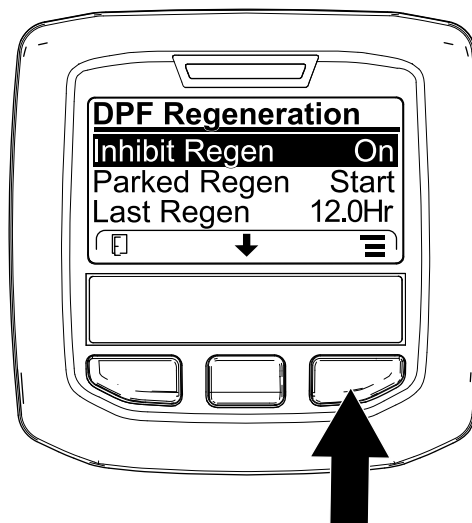 DPF Regeneration
Inhibit Regen On
Parked Regen Start
Last Regen 12.0Hr